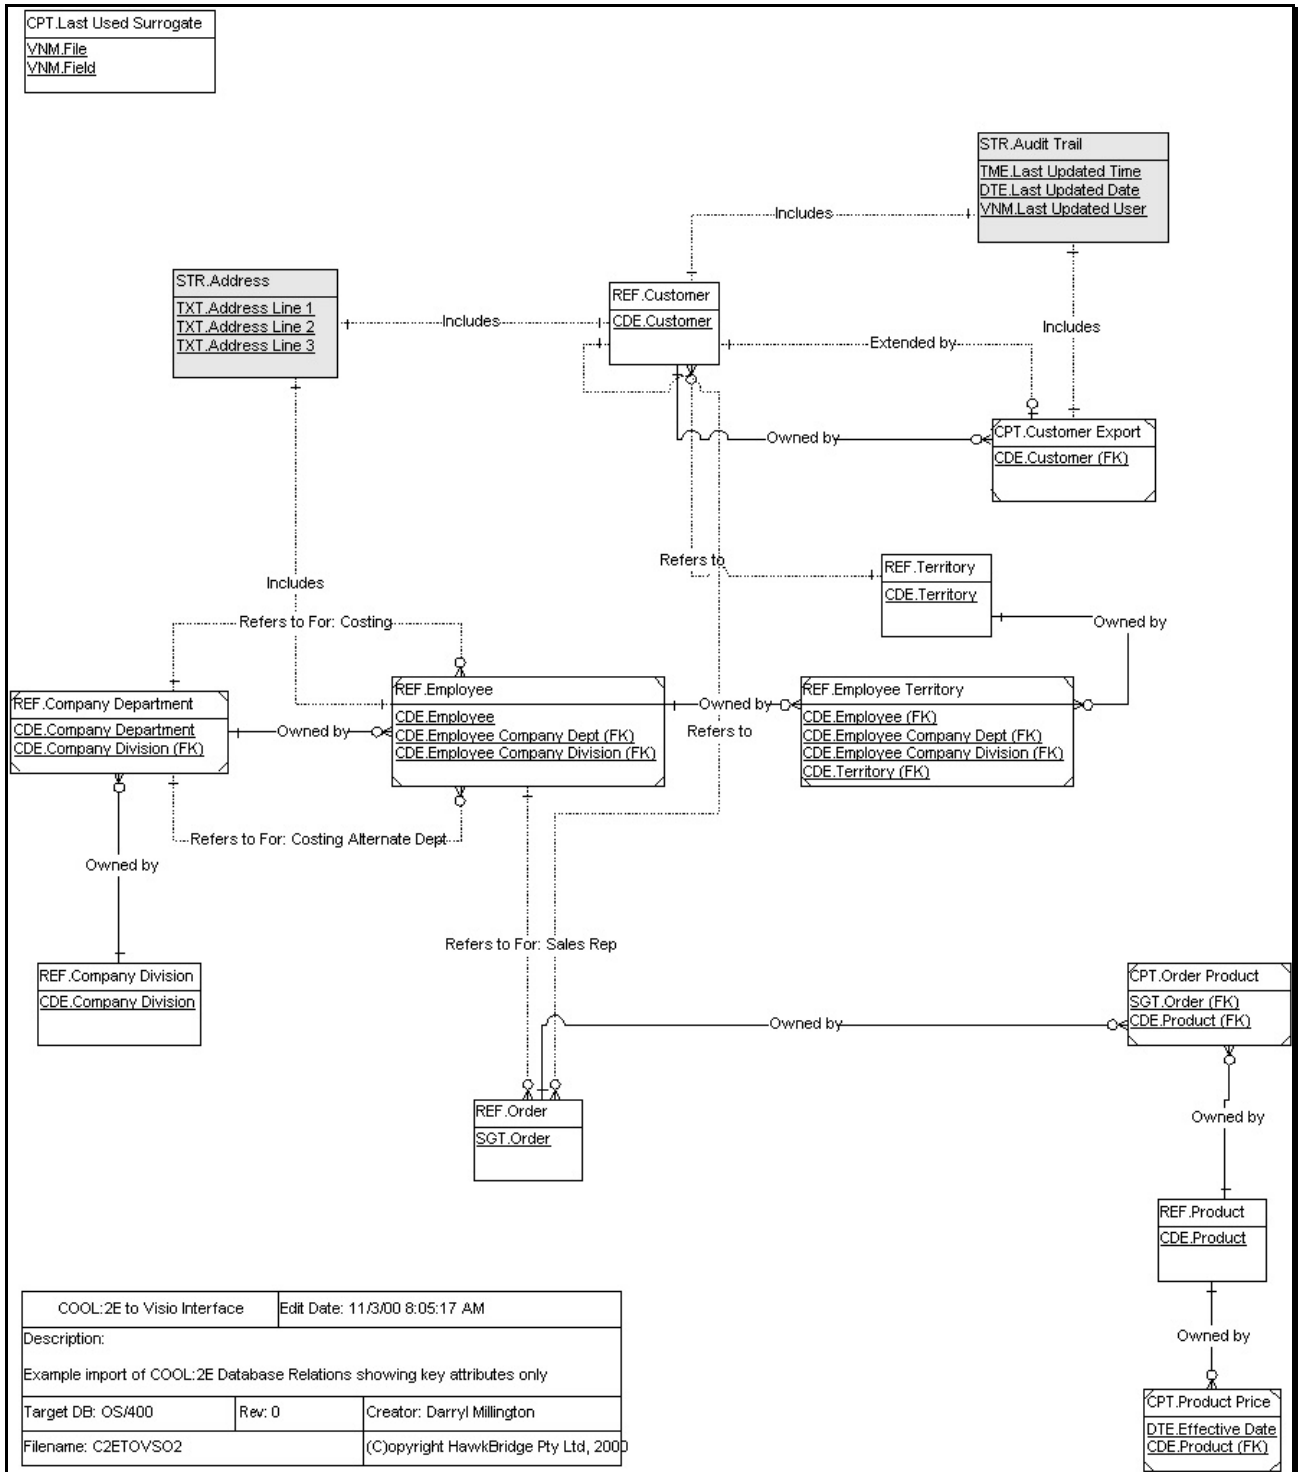 CPT.Last Used Surrogate
VNM.File
VNM.Field
STR.Audit Trail
TME.Last Updated Time
DTE.Last Updated Date
VNM.Last Updated User
Includes
STR.Address
TXT.Address Line 1
TXT.Address Line 2
TXT.Address Line 3
Includes
REF.Customer
CDE.Customer
Includes
Extended by
CPT.Customer Export
CDE.Customer (FK)
Owned by
Refers to
REF.Territory
CDE.Territory
Includes
Refers to For: Costing
Owned by
REF.Company Department
CDE.Company Department
CDE.Company Division (FK)
Owned by
REF.Employee
CDE.Employee
CDE.Employee Company Dept (FK)
CDE.Employee Company Division (FK)
Owned by
Refers to
REF.Employee Territory
CDE.Employee (FK)
CDE.Employee Company Dept (FK)
CDE.Employee Company Division (FK)
CDE.Territory (FK)
Refers to For: Costing Alternate Dept
Owned by
Refers to For: Sales Rep
REF.Company Division
CDE.Company Division
CPT.Order Product
SGT.Order (FK)
CDE.Product (FK)
Owned by
REF.Order
SGT.Order
Owned by
REF.Product
CDE.Product
Owned by
CPT.Product Price
DTE.Effective Date
CDE.Product (FK)
COOL:2E to Visio Interface
Edit Date: 11/3/00 8:05:17 AM
Description:
Example import of COOL:2E Database Relations showing key attributes only
Target DB: OS/400
Rev: 0
Creator: Darryl Millington
Filename: C2ETOVSO2
(C)opyright HawkBridge Pty Ltd, 2000